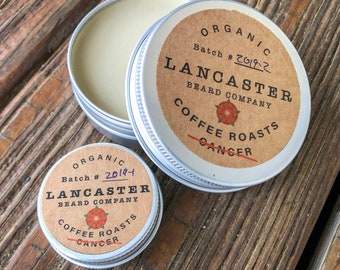 ORGANIC
Batch # 2019-2
LANCASTER
BEARD COMPANY
COFFEE ROASTS
CANCER
ORGANIC
Batch # 2019-1
LANCASTER
BEARD COMPANY
COFFEE ROASTS
CANCER